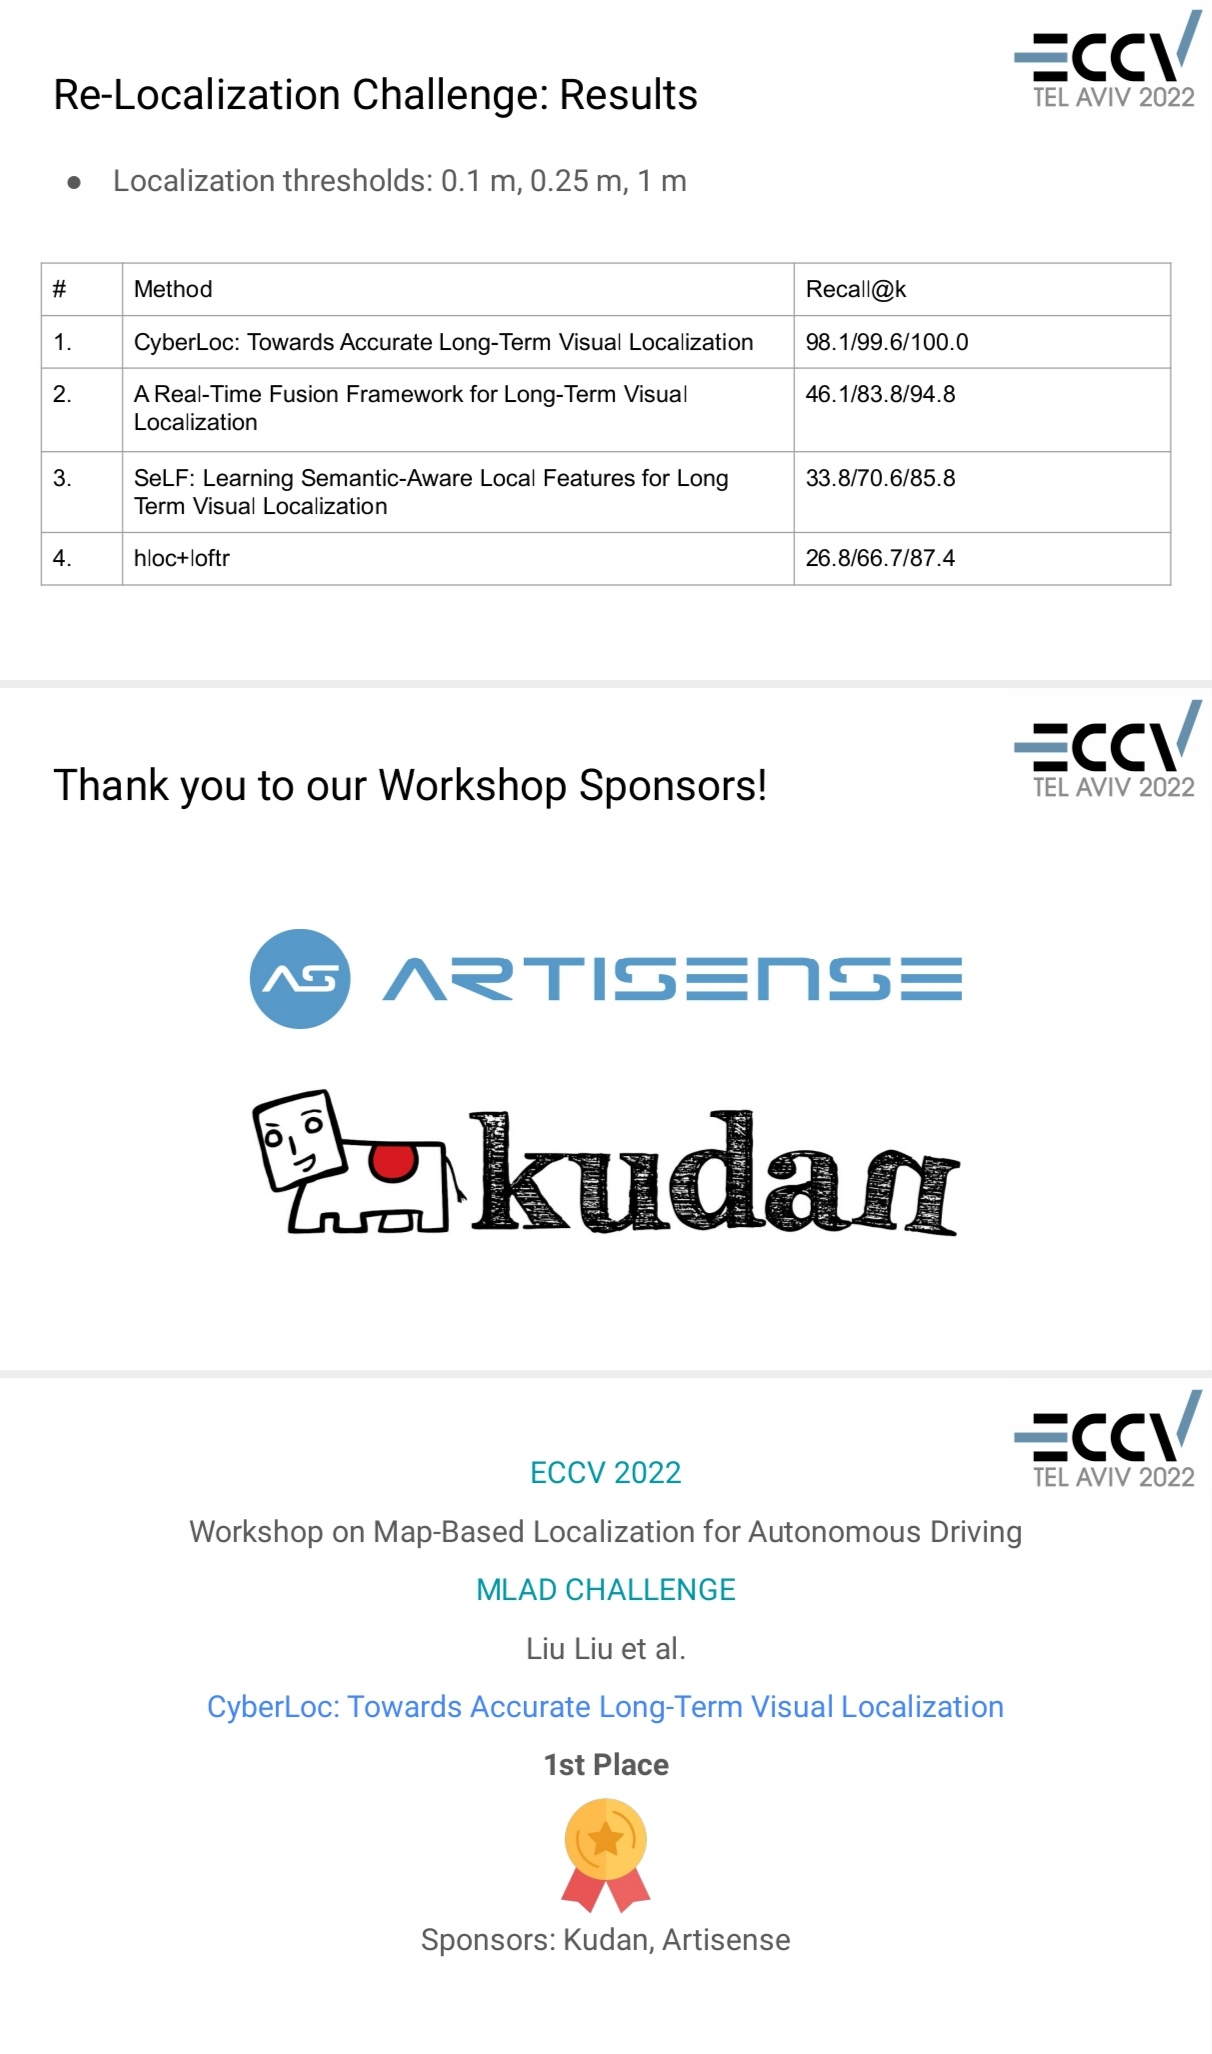 ECCV
TEL AVIV 2022
Re-Localization Challenge: Results
● Localization thresholds: 0.1 m, 0.25 m, 1 m
# Method Recall@k
1. CyberLoc: Towards Accurate Long-Term Visual Localization 98.1/99.6/100.0
2. A Real-Time Fusion Framework for Long-Term Visual 46.1/83.8/94.8
Localization
3. SeLF: Learning Semantic-Aware Local Features for Long 33.8/70.6/85.8
Term Visual Localization
4. hloc+loftr 26.8/66.7/87.4
ECCV
TEL AVIV 2022
Thank you to our Workshop Sponsors!
AS ARTISENSE
kudan
ECCV
TEL AVIV 2022
ECCV 2022
Workshop on Map-Based Localization for Autonomous Driving
MLAD CHALLENGE
Liu Liu et al.
CyberLoc: Towards Accurate Long-Term Visual Localization
1st Place
Sponsors: Kudan, Artisense